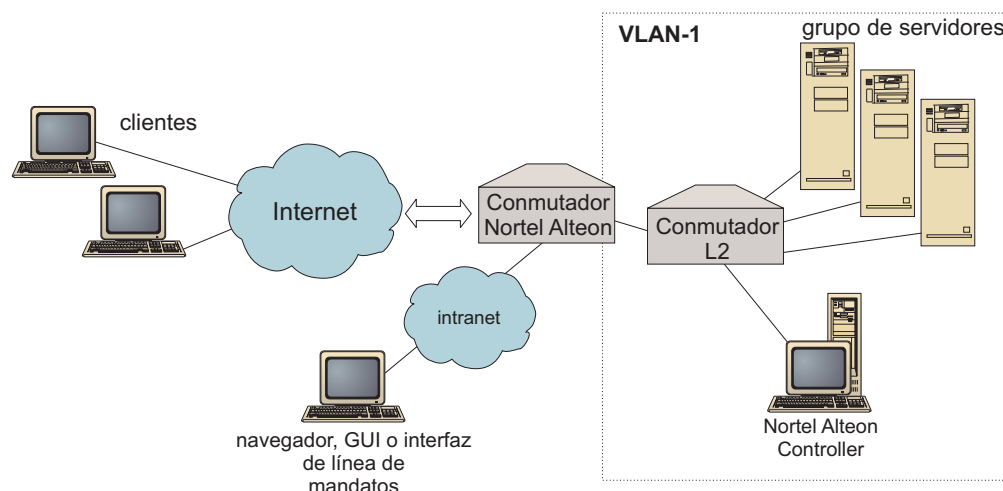 VLAN-1
grupo de servidores
clientes
Internet
Conmutador
Nortel Alteon
Conmutador
L2
intranet
navegador, GUI o interfaz
de línea de
mandatos
Nortel Alteon
Controller